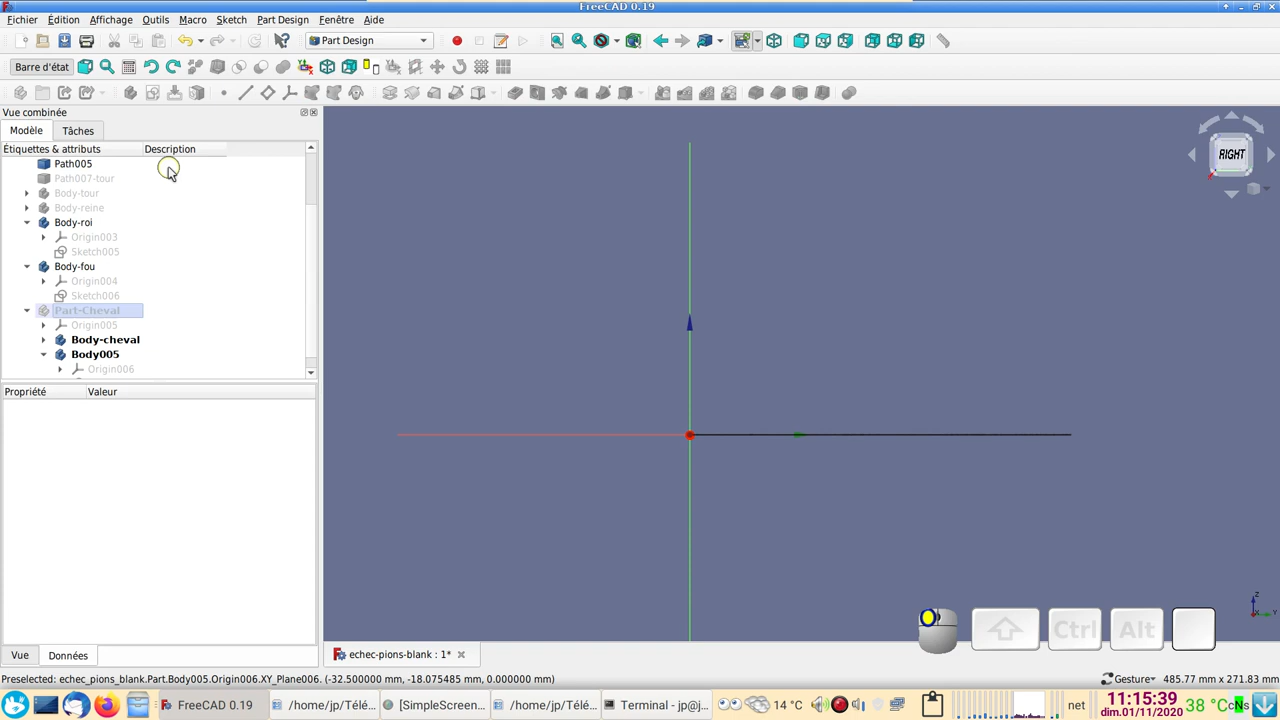 FreeCAD 0.19
Fichier Édition Affichage Outils Macro Sketch Part Design Fenêtre Aide
Part Design
Barre d'état
Vue combinée
Modèle Tâches
Étiquettes & attributs Description
Path005
Path007-tour
Body-tour
Body-reine
Body-roi
Origin003
Sketch005
Body-fou
Origin004
Sketch006
Part-Cheval
Origin005
Body-cheval
Body005
Origin006
Propriété Valeur
RIGHT
Z
Y
Ctrl Alt
Vue Données
echec-pions-blank : 1*
Preselected: echec_pions_blank.Part.Body005.Origin006.XY_Plane006. (-32.500000 mm, -18.075485 mm, 0.000000 mm)
Gesture 485.77 mm x 271.83 mm
FreeCAD 0.19
/home/jp/Télé...
[SImpleScreen...
/home/jp/Télé...
Terminal - jp@j...
14 °C
net
11:15:39
dim.01/11/2020
38 °C